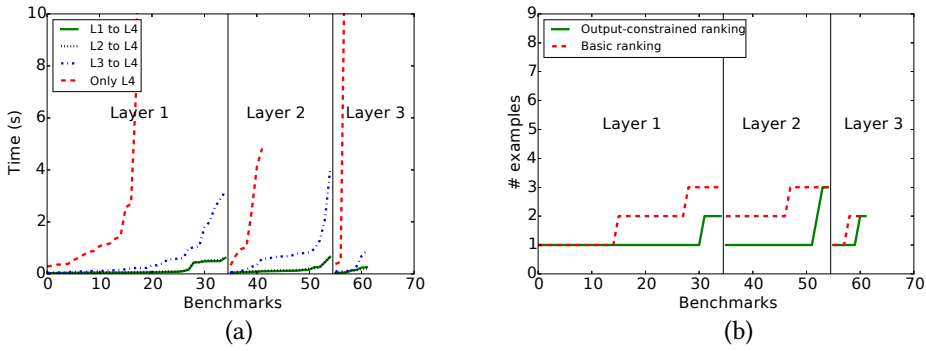 10
8
6
4
2
0
Time (s)
L1 to L4
L2 to L4
L3 to L4
Only L4
Layer 1
Layer 2
Layer 3
0 10 20 30 40 50 60 70
Benchmarks
(a)
9
8
7
6
5
4
3
2
1
0
# examples
Output-constrained ranking
Basic ranking
Layer 1
Layer 2
Layer 3
0 10 20 30 40 50 60 70
Benchmarks
(b)